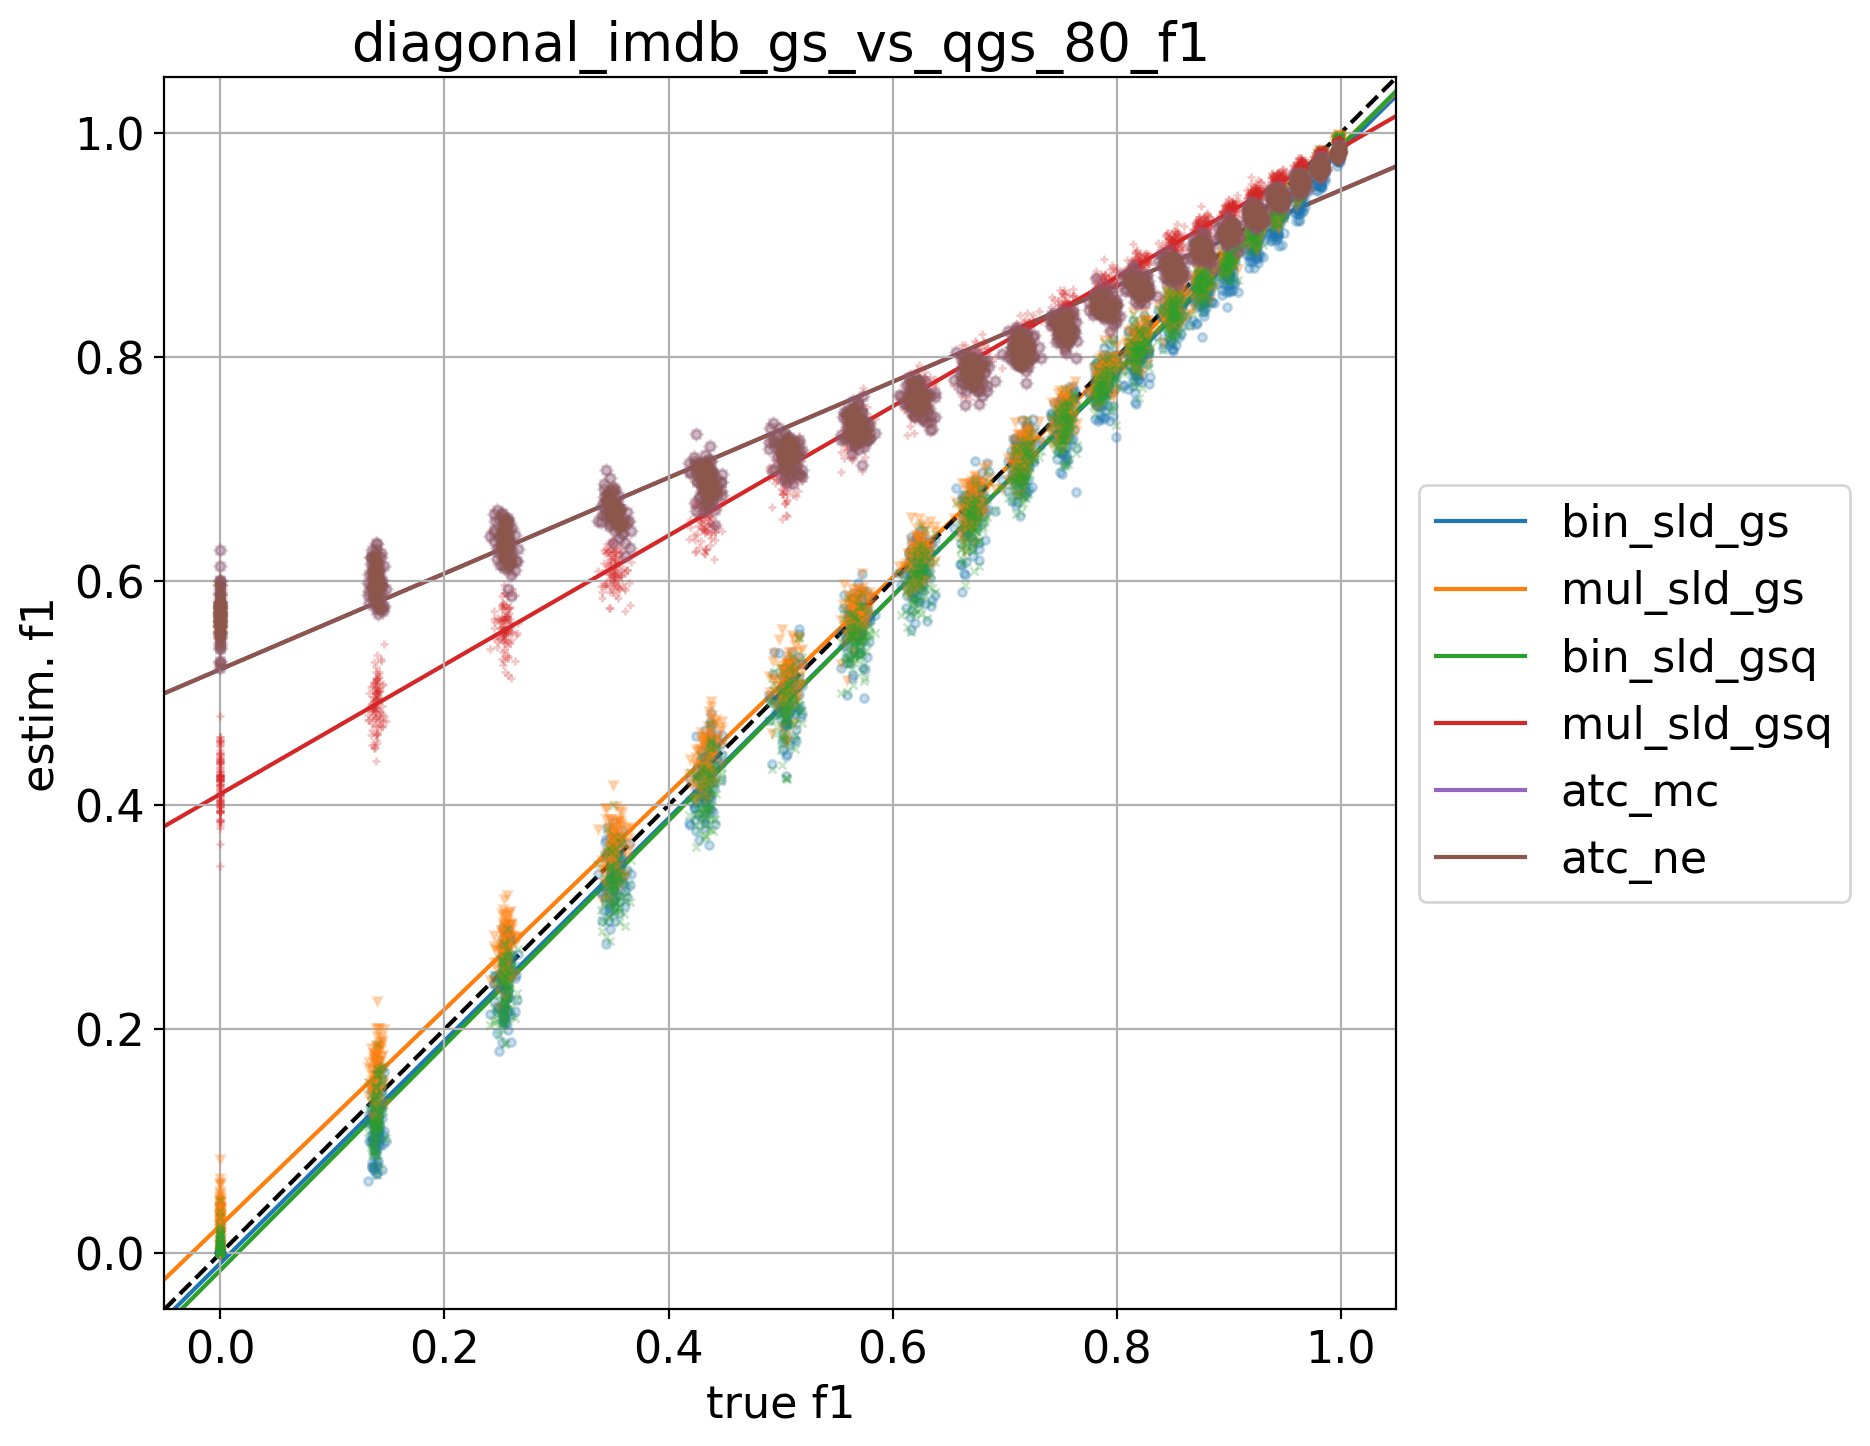 diagonal_imdb_gs_vs_qgs_80_f1
estim. f1
1.0
0.8
0.6
0.4
0.2
0.0
0.0 0.2 0.4 0.6 0.8 1.0
true f1
bin_sld_gs
mul_sld_gs
bin_sld_gsq
mul_sld_gsq
atc_mc
atc_ne